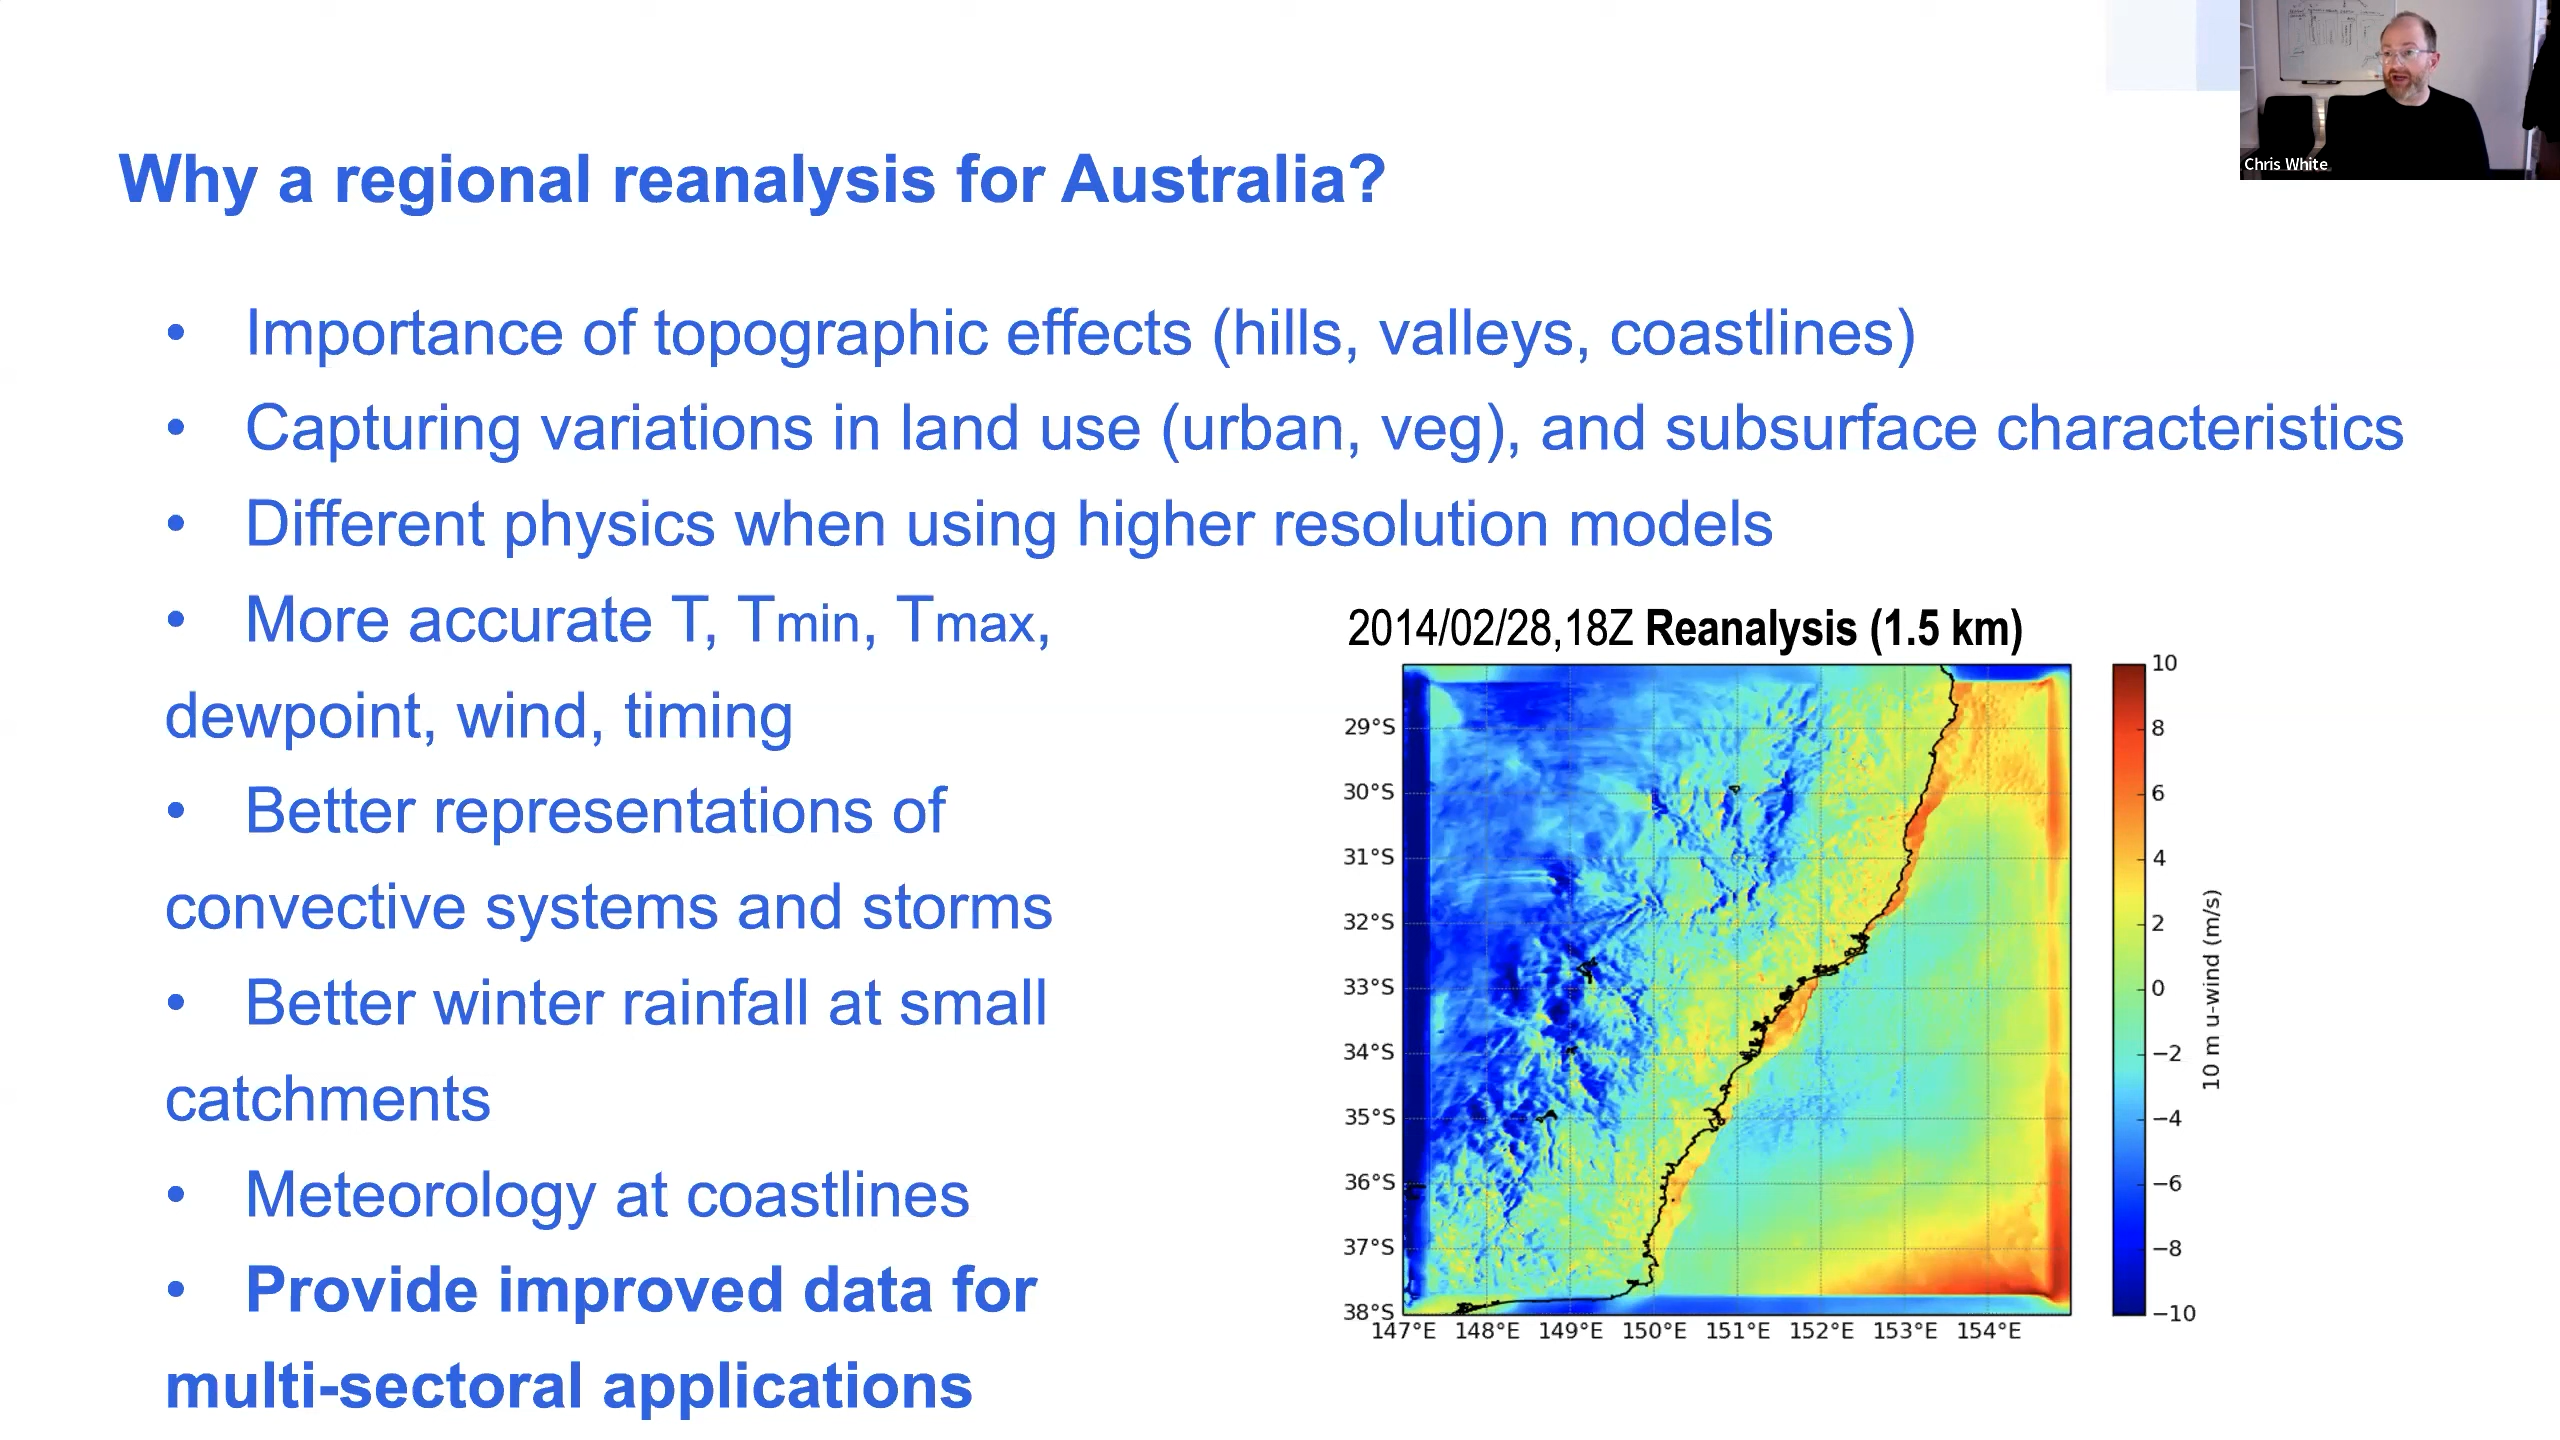 Chris White
Why a regional reanalysis for Australia?
• Importance of topographic effects (hills, valleys, coastlines)
• Capturing variations in land use (urban, veg), and subsurface characteristics
• Different physics when using higher resolution models
• More accurate T, Tmin, Tmax,
dewpoint, wind, timing
• Better representations of
convective systems and storms
• Better winter rainfall at small
catchments
• Meteorology at coastlines
• Provide improved data for
multi-sectoral applications
2014/02/28,18Z Reanalysis (1.5 km)
29°S
30°S
31°S
32°S
33°S
34°S
35°S
36°S
37°S
38°S
147°E 148°E 149°E 150°E 151°E 152°E 153°E 154°E
10
8
6
4
2
0
−2
−4
−6
−8
−10
10 m u-wind (m/s)